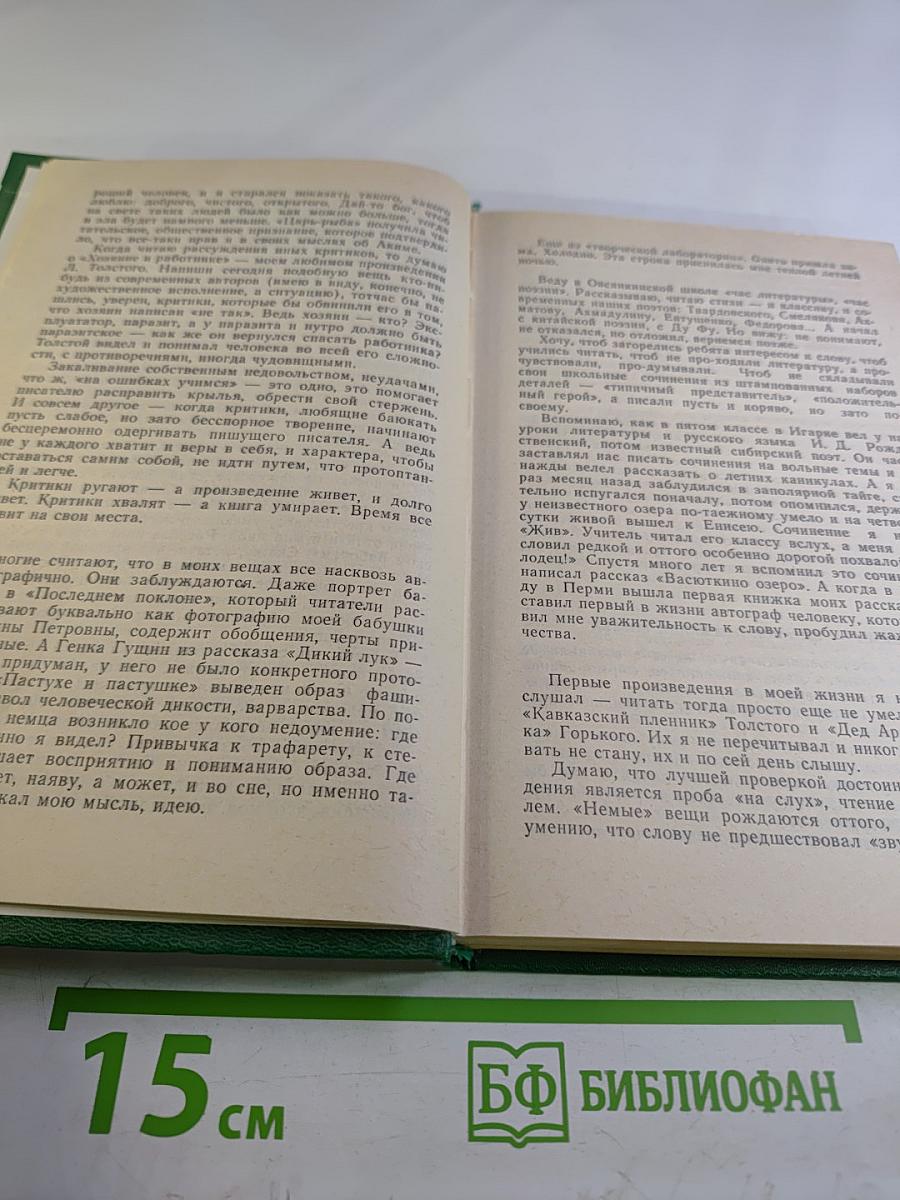 роший человек, и я старался показать такого, какого
люблю: доброго, чистого, открытого. Дай-то бог, чтоб
на свете таких людей было как можно больше, тогда
и зла будет намного меньше. «Царь-рыба» получила чи-
тательское, общественное признание, которое подтверди-
ло, что все-таки прав я в своих мыслях об Акиме.
Когда читаю рассуждения иных критиков, то думаю
о «Хозяине и работнике» — моем любимом произведении
Л. Толстого. Напиши сегодня подобную вещь кто-ни-
будь из современных авторов (имею в виду, конечно, не
художественное исполнение, а ситуацию), тотчас бы на-
шлись, уверен, критики, которые бы обвинили его в том,
что хозяин написан «не так». Ведь хозяин — кто? Экс-
плуататор, паразит, а у паразита и нутро должно быть
паразитское — как же он вернулся спасать работника?
Толстой видел и понимал человека во всей его сложно-
сти, с противоречиями, иногда чудовищными.
Закаливание собственным недовольством, неудачами,
что ж, «на ошибках учимся» — это одно, это помогает
писателю расправить крылья, обрести свой стержень.
И совсем другое — когда критики, любящие баюкать
пусть слабое, но зато бесспорное творение, начинают
бесцеремонно одергивать пишущего писателя. А ведь
не у каждого хватит и веры в себя, и характера, чтобы
оставаться самим собой, не идти путем, что протоптан-
ей и легче.
Критики ругают — а произведение живет, и долго
вет. Критики хвалят — а книга умирает. Время все
вит на свои места.
ногие считают, что в моих вещах все насквозь ав-
графично. Они заблуждаются. Даже портрет ба-
в «Последнем поклоне», который читатели рас-
вают буквально как фотографию моей бабушки
ны Петровны, содержит обобщения, черты при-
ные. А Генка Гущин из рассказа «Дикий лук» —
придуман, у него не было конкретного прото-
«Пастухе и пастушке» выведен образ фаши-
вол человеческой дикости, варварства. По по-
немца возникло кое у кого недоумение: где
нно я видел? Привычка к трафарету, к сте-
шает восприятию и пониманию образа. Где
ет, наяву, а может, и во сне, но именно та-
кал мою мысль, идею.
Еще из «творческой лаборатории». Опять пришла зи-
ма. Холодно. Эта строка приснилась мне теплой летней
ночью.
Веду в Овсянкинской школе «час литературы», «час
поэзии». Рассказываю, читаю стихи — и классику, и со-
временных наших поэтов: Твардовского, Смелякова, Ах-
матову, Ахмадулину, Евтушенко, Федорова... А начал
с китайской поэзии, с Ду Фу. Но вижу: не понимают,
не отказался, но отложил, вернемся позже.
Хочу, чтоб загорелись ребята интересом к слову, чтоб
учились читать, чтоб не про-ходили литературу, а про-
чувствовали, про-думывали. Чтоб не складывали
свои школьные сочинения из штампованных наборов
деталей — «типичный представитель», «положитель-
ный герой», а писали пусть и коряво, но зато по-
своему.
Вспоминаю, как в пятом классе в Игарке вел у на
уроки литературы и русского языка И. Д. Рожд
ственский, потом известный сибирский поэт. Он час
заставлял нас писать сочинения на вольные темы и
нажды велел рассказать о летних каникулах. А я
раз месяц назад заблудился в заполярной тайге, с
тельно испугался поначалу, потом опомнился, держ
у неизвестного озера по-таежному умело и на четве
сутки живой вышел к Енисею. Сочинение я н
«Жив». Учитель читал его классу вслух, а меня
словил редкой и оттого особенно дорогой похвалой
лодец!» Спустя много лет я вспомнил это сочин
написал рассказ «Васюткино озеро». А когда в
ду в Перми вышла первая книжка моих расска
ставил первый в жизни автограф человеку, кото
вил мне уважительность к слову, пробудил жаж
чества.
Первые произведения в моей жизни я н
слушал — читать тогда просто еще не умел
«Кавказский пленник» Толстого и «Дед Ар
ка» Горького. Их я не перечитывал и никог
вать не стану, их и по сей день слышу.
Думаю, что лучшей проверкой достоин
дения является проба «на слух», чтение
лем. «Немые» вещи рождаются оттого,
умению, что слову не предшествовал «зву
15 см
БФ БИБЛИОФАН